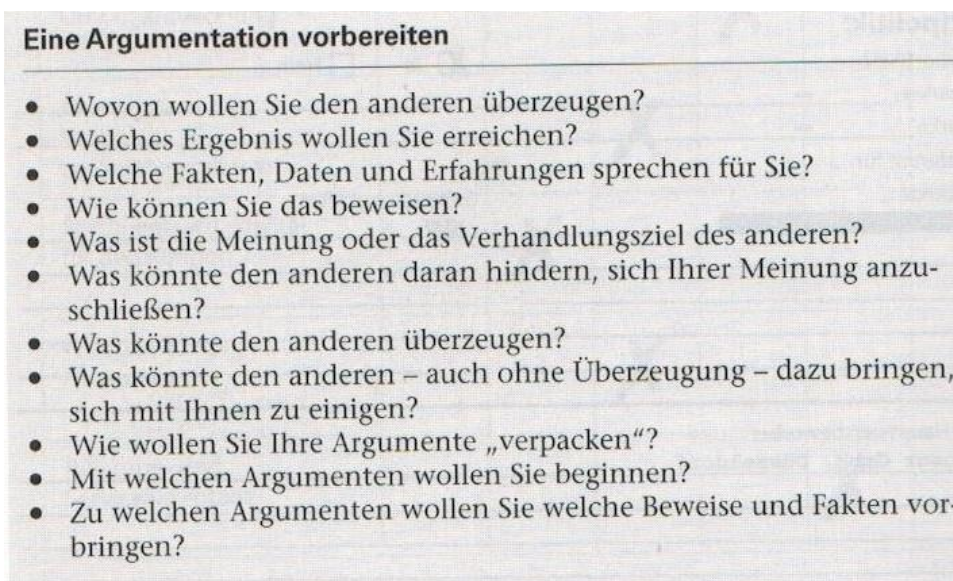 Eine Argumentation vorbereiten
• Wovon wollen Sie den anderen überzeugen?
• Welches Ergebnis wollen Sie erreichen?
• Welche Fakten, Daten und Erfahrungen sprechen für Sie?
• Wie können Sie das beweisen?
• Was ist die Meinung oder das Verhandlungsziel des anderen?
• Was könnte den anderen daran hindern, sich Ihrer Meinung anzu-
schließen?
• Was könnte den anderen überzeugen?
• Was könnte den anderen – auch ohne Überzeugung – dazu bringen,
sich mit Ihnen zu einigen?
• Wie wollen Sie Ihre Argumente „verpacken“?
• Mit welchen Argumenten wollen Sie beginnen?
• Zu welchen Argumenten wollen Sie welche Beweise und Fakten vor-
bringen?